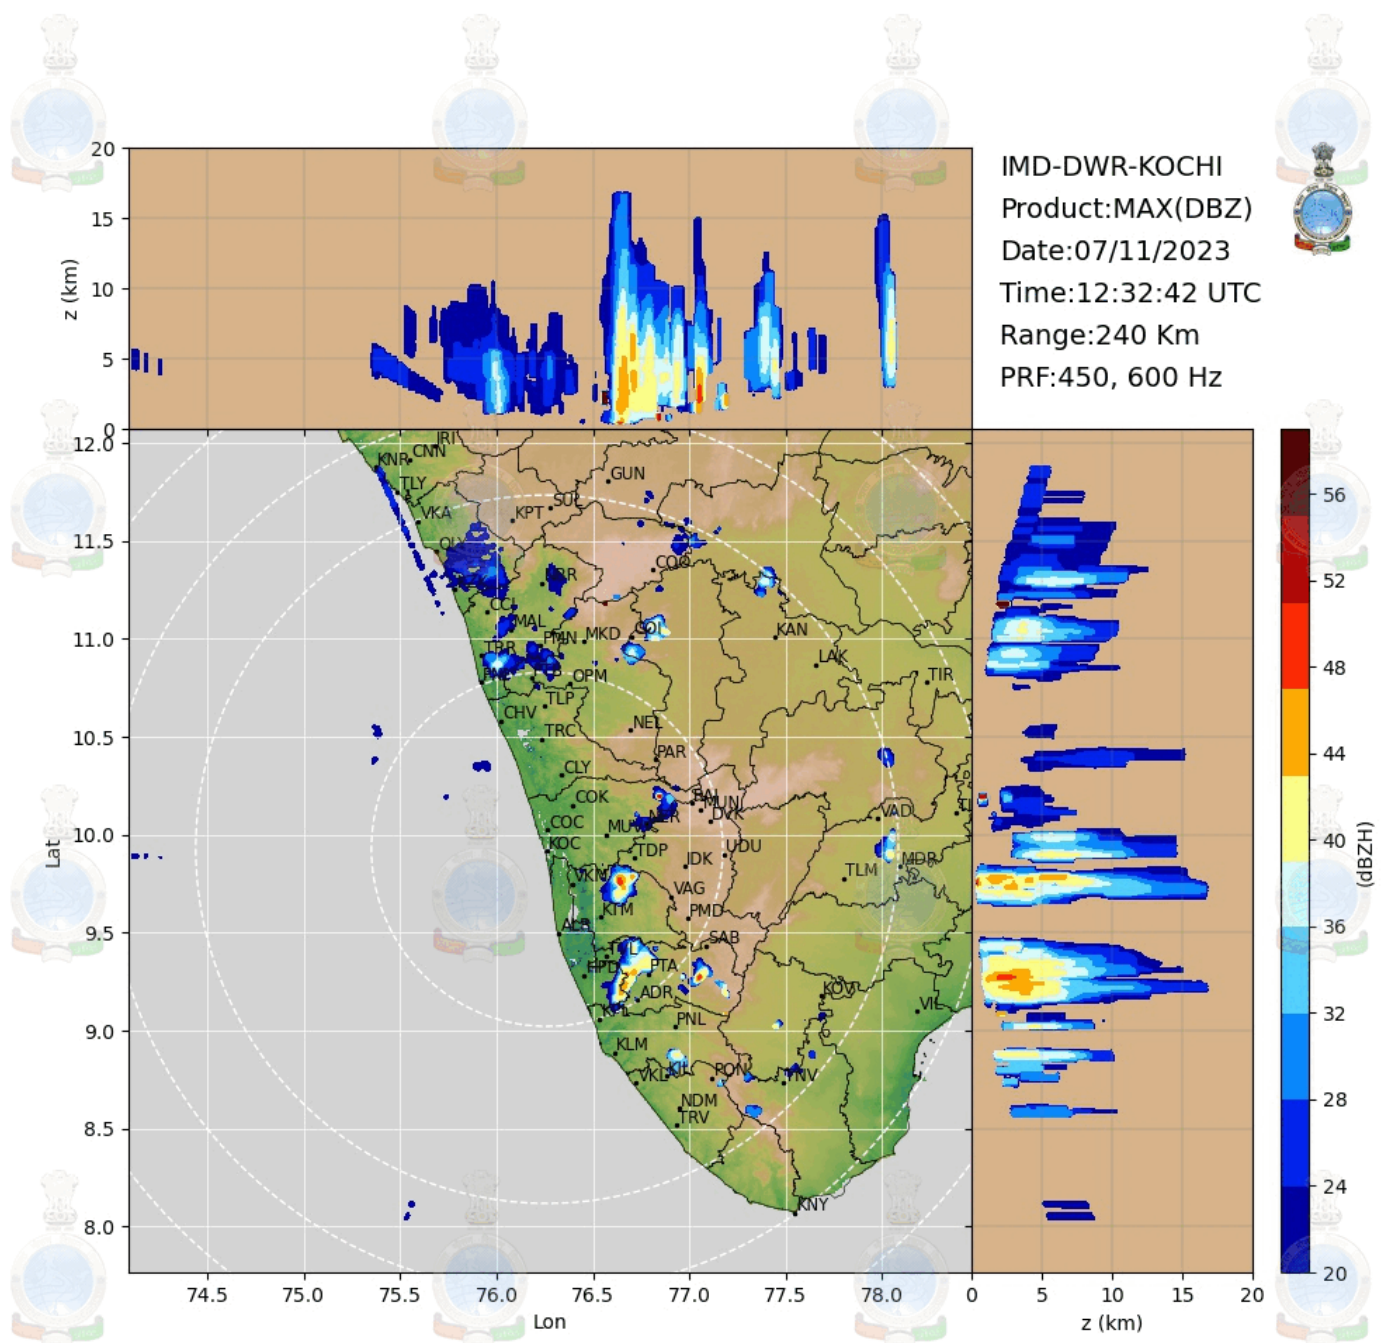 IMD-DWR-KOCHI
Product:MAX(DBZ)
Date:07/11/2023
Time:12:32:42 UTC
Range:240 Km
PRF:450, 600 Hz
20
15
10
5
0
z (km)
12.0
11.5
11.0
10.5
10.0
9.5
9.0
8.5
8.0
Lat
JRI
CNN
KNR
TLY
GUN
VKA
KPT
SUL
COO
CCL
MAL
PMN
MKD
KAN
LAK
TIR
OPM
TLP
CHV
TRC
NEL
PAR
CLY
COK
COC
KOC
MUNJ
DVK
VAD
TDP
UDU
IDK
TLM
MDR
VAG
KTM
PMD
ALP
SAB
PTA
ADR
KOV
VIL
PNL
KLM
VKL
KIL
PON
NDM
TRV
KNY
74.5
75.0
75.5
76.0
76.5
77.0
77.5
78.0
Lon
0
5
10
15
20
z (km)
56
52
48
44
40
36
32
28
24
20
(dBZH)